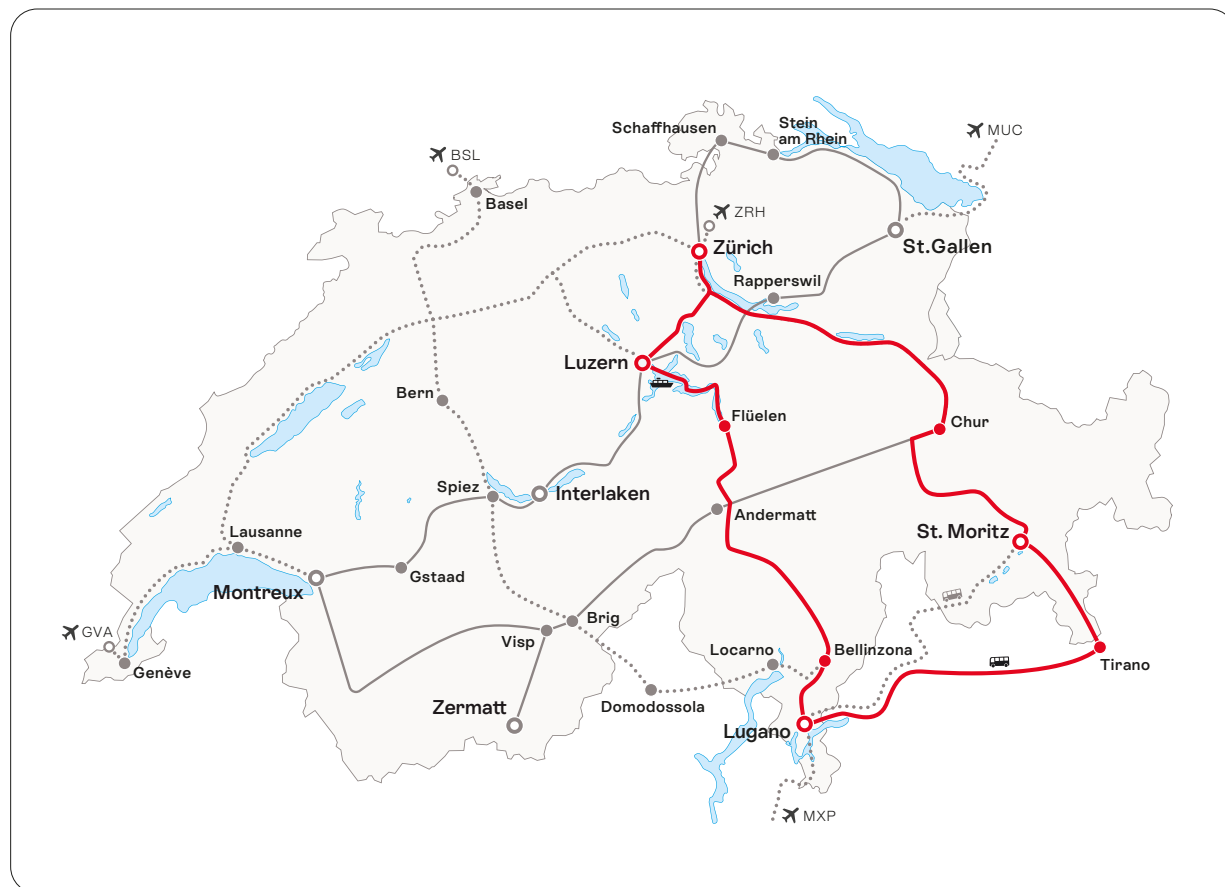 Schaffhausen
Stein
am Rhein
MUC
BSL
Basel
ZRH
Zürich
St.Gallen
Rapperswil
Luzern
Bern
Flüelen
Chur
Spiez
Interlaken
Andermatt
Lausanne
St. Moritz
Gstaad
Montreux
GVA
Genève
Visp
Brig
Locarno
Bellinzona
Tirano
Zermatt
Domodossola
Lugano
MXP